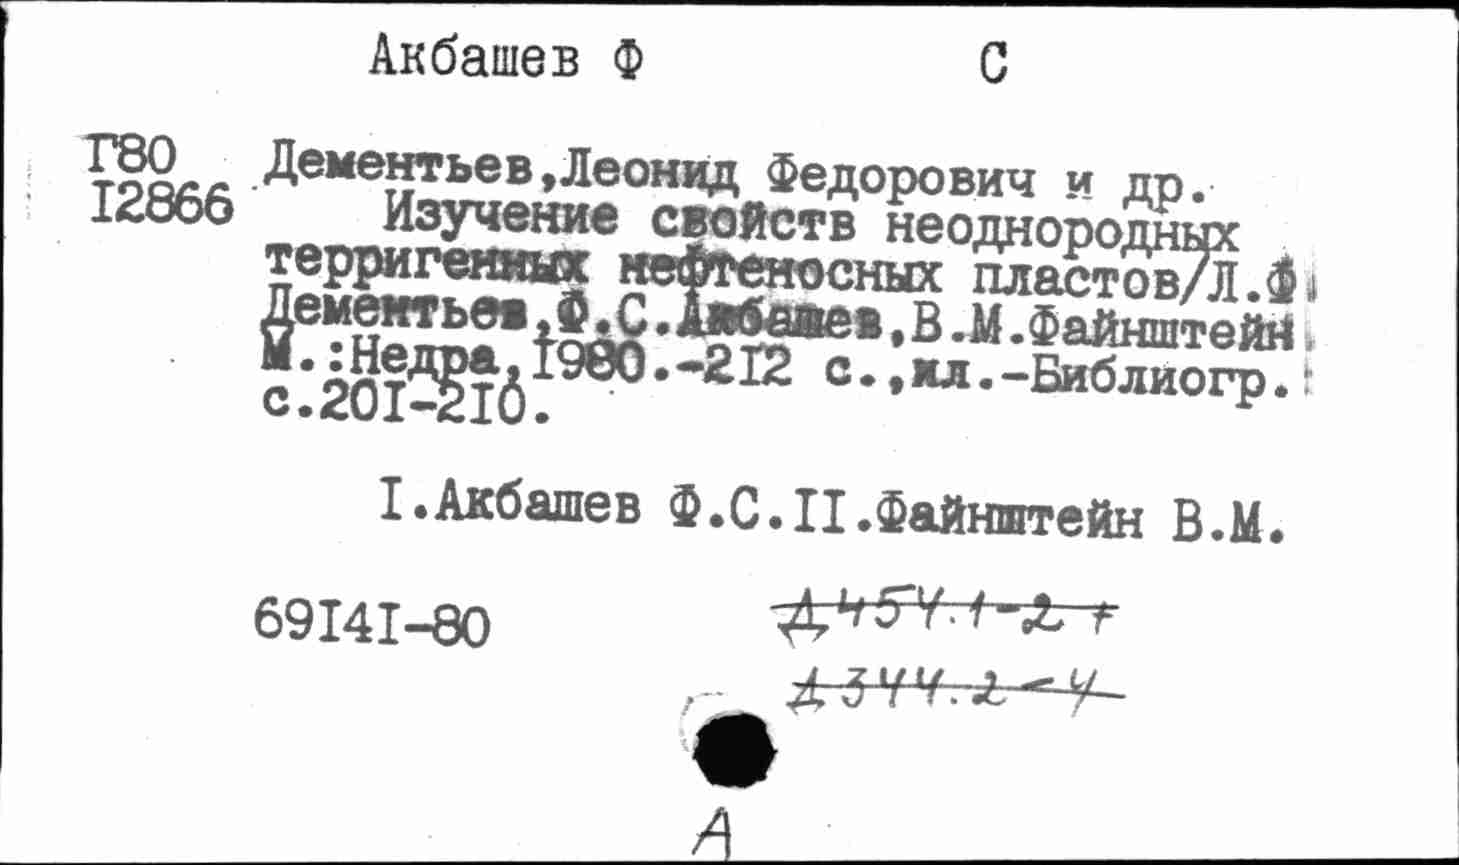 Акбашев Ф С
Г80 Дементьев,Леонид Федорович и др.
I2866 Изучение свойств неоднородных
терригенных нефтеносных пластов/Л.Ф
Дементьев,Ф.С.Акбашев,В.М.Файнштейн
М.:Недра,I980.-2I2 с.,ил.-Библиогр.:
с.20I-2I0.
I.Акбашев Ф.С.II.Файнштейн В.М.
69I4I-80
Д454.1-2
Д344.2-4
А